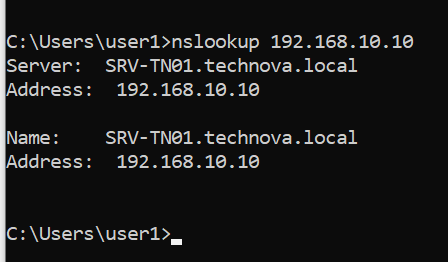 C:\Users\user1>nslookup 192.168.10.10
Server:  SRV-TN01.technova.local
Address:  192.168.10.10
Name:    SRV-TN01.technova.local
Address:  192.168.10.10
C:\Users\user1>